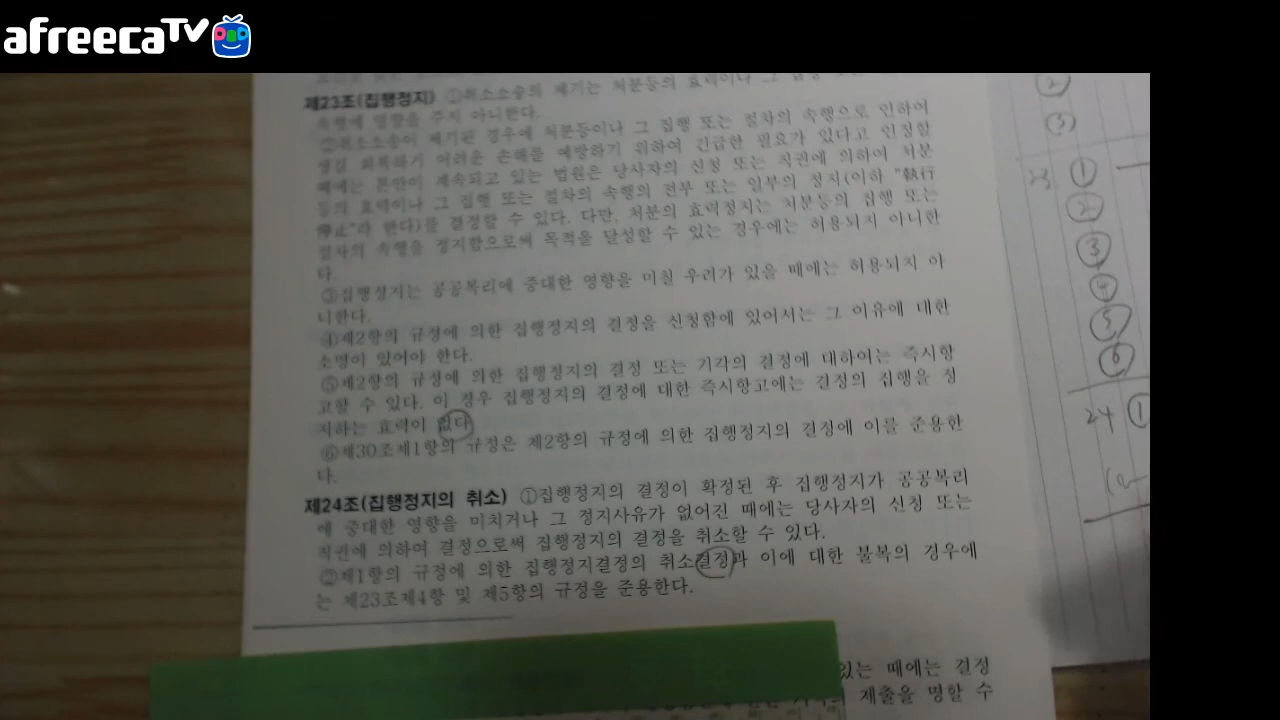 afreecaTV
제23조(집행정지) ①취소소송의 제기는 처분등의 효력이나 그 집행 또는
속행에 영향을 주지 아니한다.
②취소소송이 제기된 경우에 처분등이나 그 집행 또는 절차의 속행으로 인하여
생길 회복하기 어려운 손해를 예방하기 위하여 긴급한 필요가 있다고 인정할
때에는 본안이 계속되고 있는 법원은 당사자의 신청 또는 직권에 의하여 처분
등의 효력이나 그 집행 또는 절차의 속행의 전부 또는 일부의 정지(이하 "執行
停止"라 한다)를 결정할 수 있다. 다만, 처분의 효력정지는 처분등의 집행 또는
절차의 속행을 정지함으로써 목적을 달성할 수 있는 경우에는 허용되지 아니한
다.
③집행정지는 공공복리에 중대한 영향을 미칠 우려가 있을 때에는 허용되지 아
니한다.
④제2항의 규정에 의한 집행정지의 결정을 신청함에 있어서는 그 이유에 대한
소명이 있어야 한다.
⑤제2항의 규정에 의한 집행정지의 결정 또는 기각의 결정에 대하여는 즉시항
고할 수 있다. 이 경우 집행정지의 결정에 대한 즉시항고에는 결정의 집행을 정
지하는 효력이 없다.
⑥제30조제1항의 규정은 제2항의 규정에 의한 집행정지의 결정에 이를 준용한
다.
제24조(집행정지의 취소) ①집행정지의 결정이 확정된 후 집행정지가 공공복리
에 중대한 영향을 미치거나 그 정지사유가 없어진 때에는 당사자의 신청 또는
직권에 의하여 결정으로써 집행정지의 결정을 취소할 수 있다.
②제1항의 규정에 의한 집행정지결정의 취소결정과 이에 대한 불복의 경우에
는 제23조제4항 및 제5항의 규정을 준용한다.
있는 때에는 결정
제출을 명할 수
②
③
23 ①
②
③
④
⑤
⑥
24 ①